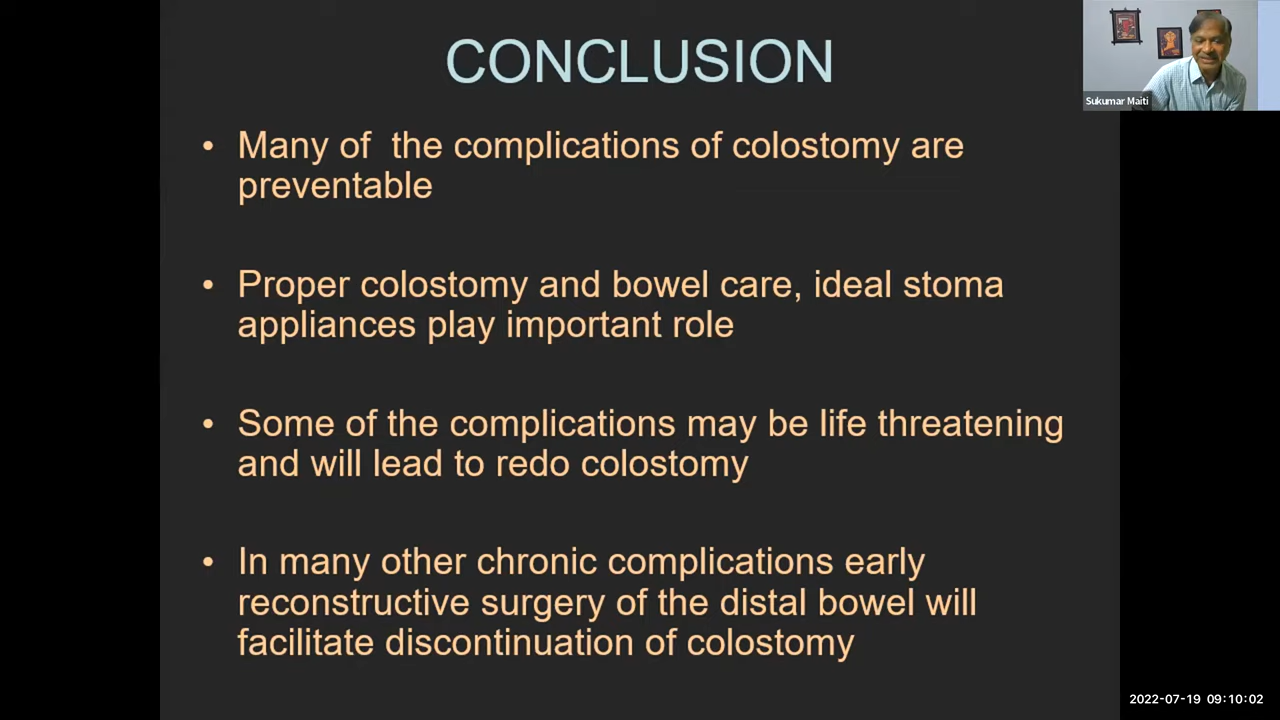 CONCLUSION
Sukumar Maiti
• Many of the complications of colostomy are
preventable
• Proper colostomy and bowel care, ideal stoma
appliances play important role
• Some of the complications may be life threatening
and will lead to redo colostomy
• In many other chronic complications early
reconstructive surgery of the distal bowel will
facilitate discontinuation of colostomy
2022-07-19 09:10:02